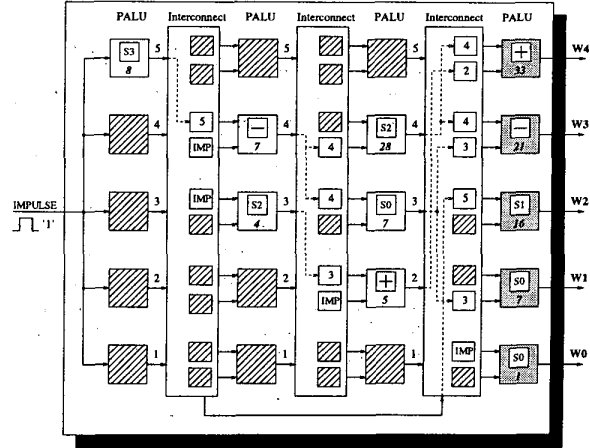 PALU Interconnect PALU Interconnect PALU Interconnect PALU
S3 5 5 5 4 + W4
8 2 33
5 — 4 S2 4 4 — W3
4 IMP 7 4 28 3 21
IMPULSE IMP S2 3 4 S0 3 5 S1 W2
'1' 3 4 7 16
2 2 3 + 2 S0 W1
IMP 5 3 7
1 1 1 IMP S0 W0
1